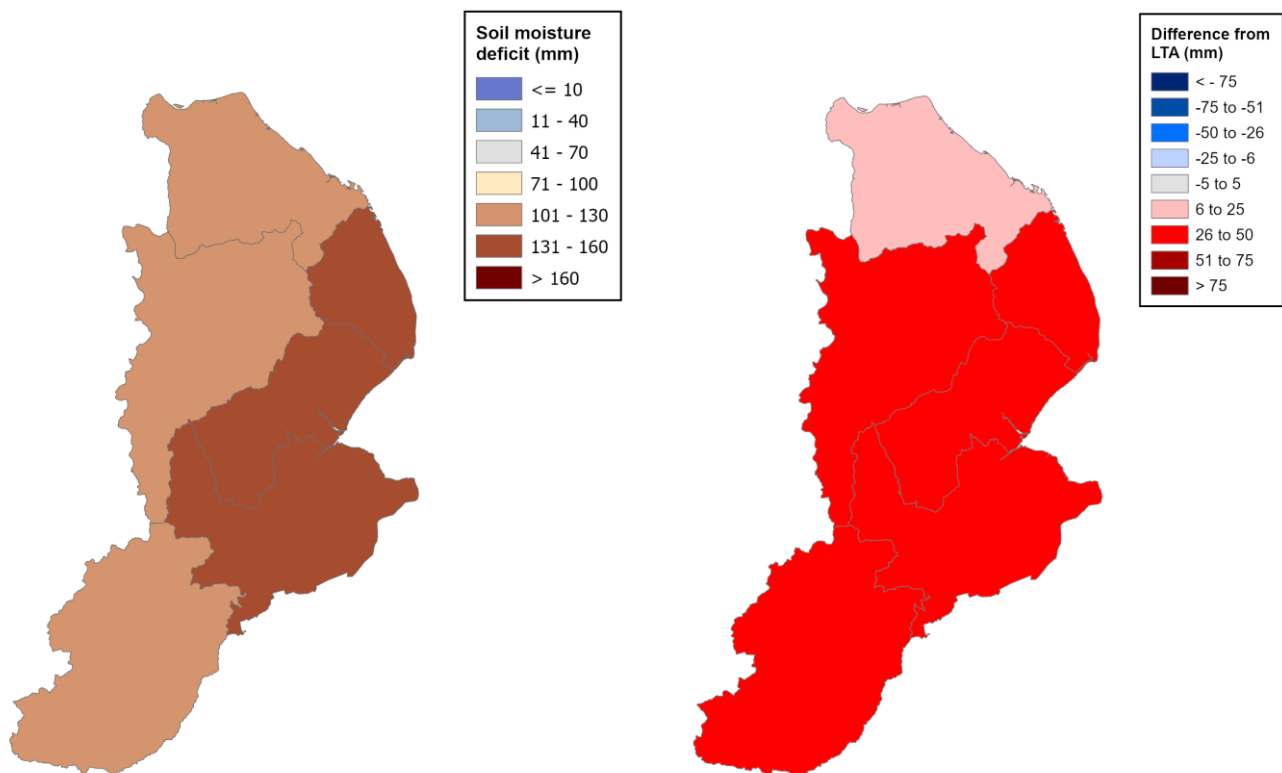 Soil moisture
deficit (mm)
<= 10
11 - 40
41 - 70
71 - 100
101 - 130
131 - 160
> 160
Difference from
LTA (mm)
< - 75
-75 to -51
-50 to -26
-25 to -6
-5 to 5
6 to 25
26 to 50
51 to 75
> 75